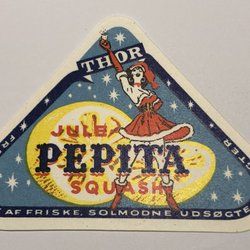 THOR
JULE
PEPITA
SQUASH
AF FRISKE, SOLMODNE UDSØGTE